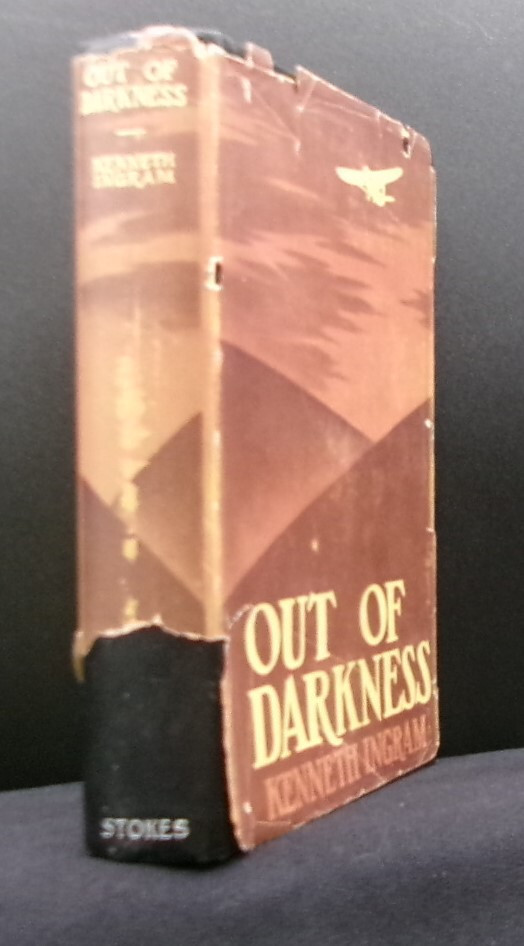 OUT OF
DARKNESS
KENNETH
INGRAM
STOKES
OUT OF
DARKNESS
KENNETH INGRAM